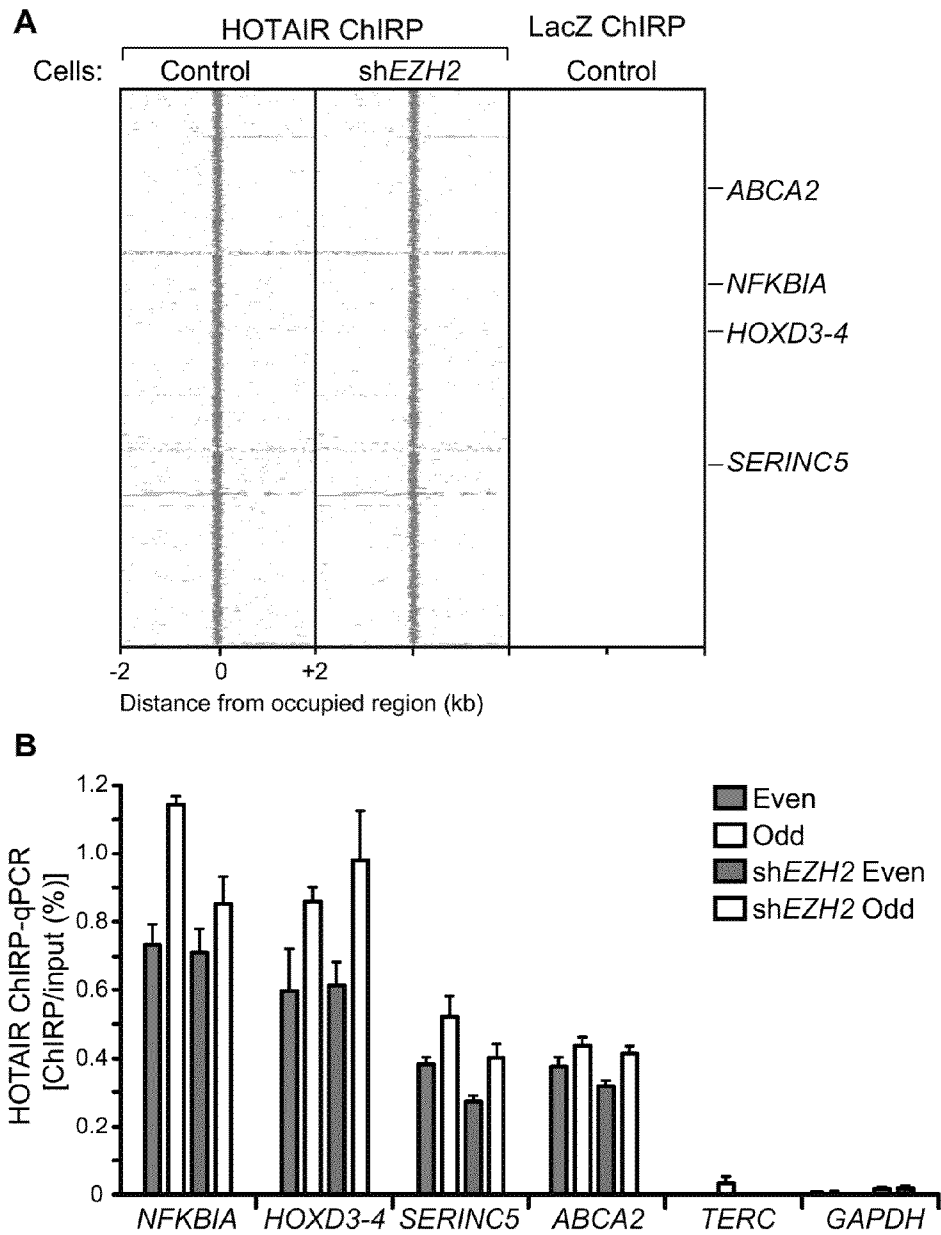 A
HOTAIR ChIRP
LacZ ChIRP
Cells:
Control
shEZH2
Control
ABCA2
NFKBIA
HOXD3-4
SERINC5
-2
0
+2
Distance from occupied region (kb)
B
HOTAIR ChIRP-qPCR
[ChIRP/input (%)]
1.2
1.0
0.8
0.6
0.4
0.2
0
Even
Odd
shEZH2 Even
shEZH2 Odd
NFKBIA
HOXD3-4
SERINC5
ABCA2
TERC
GAPDH